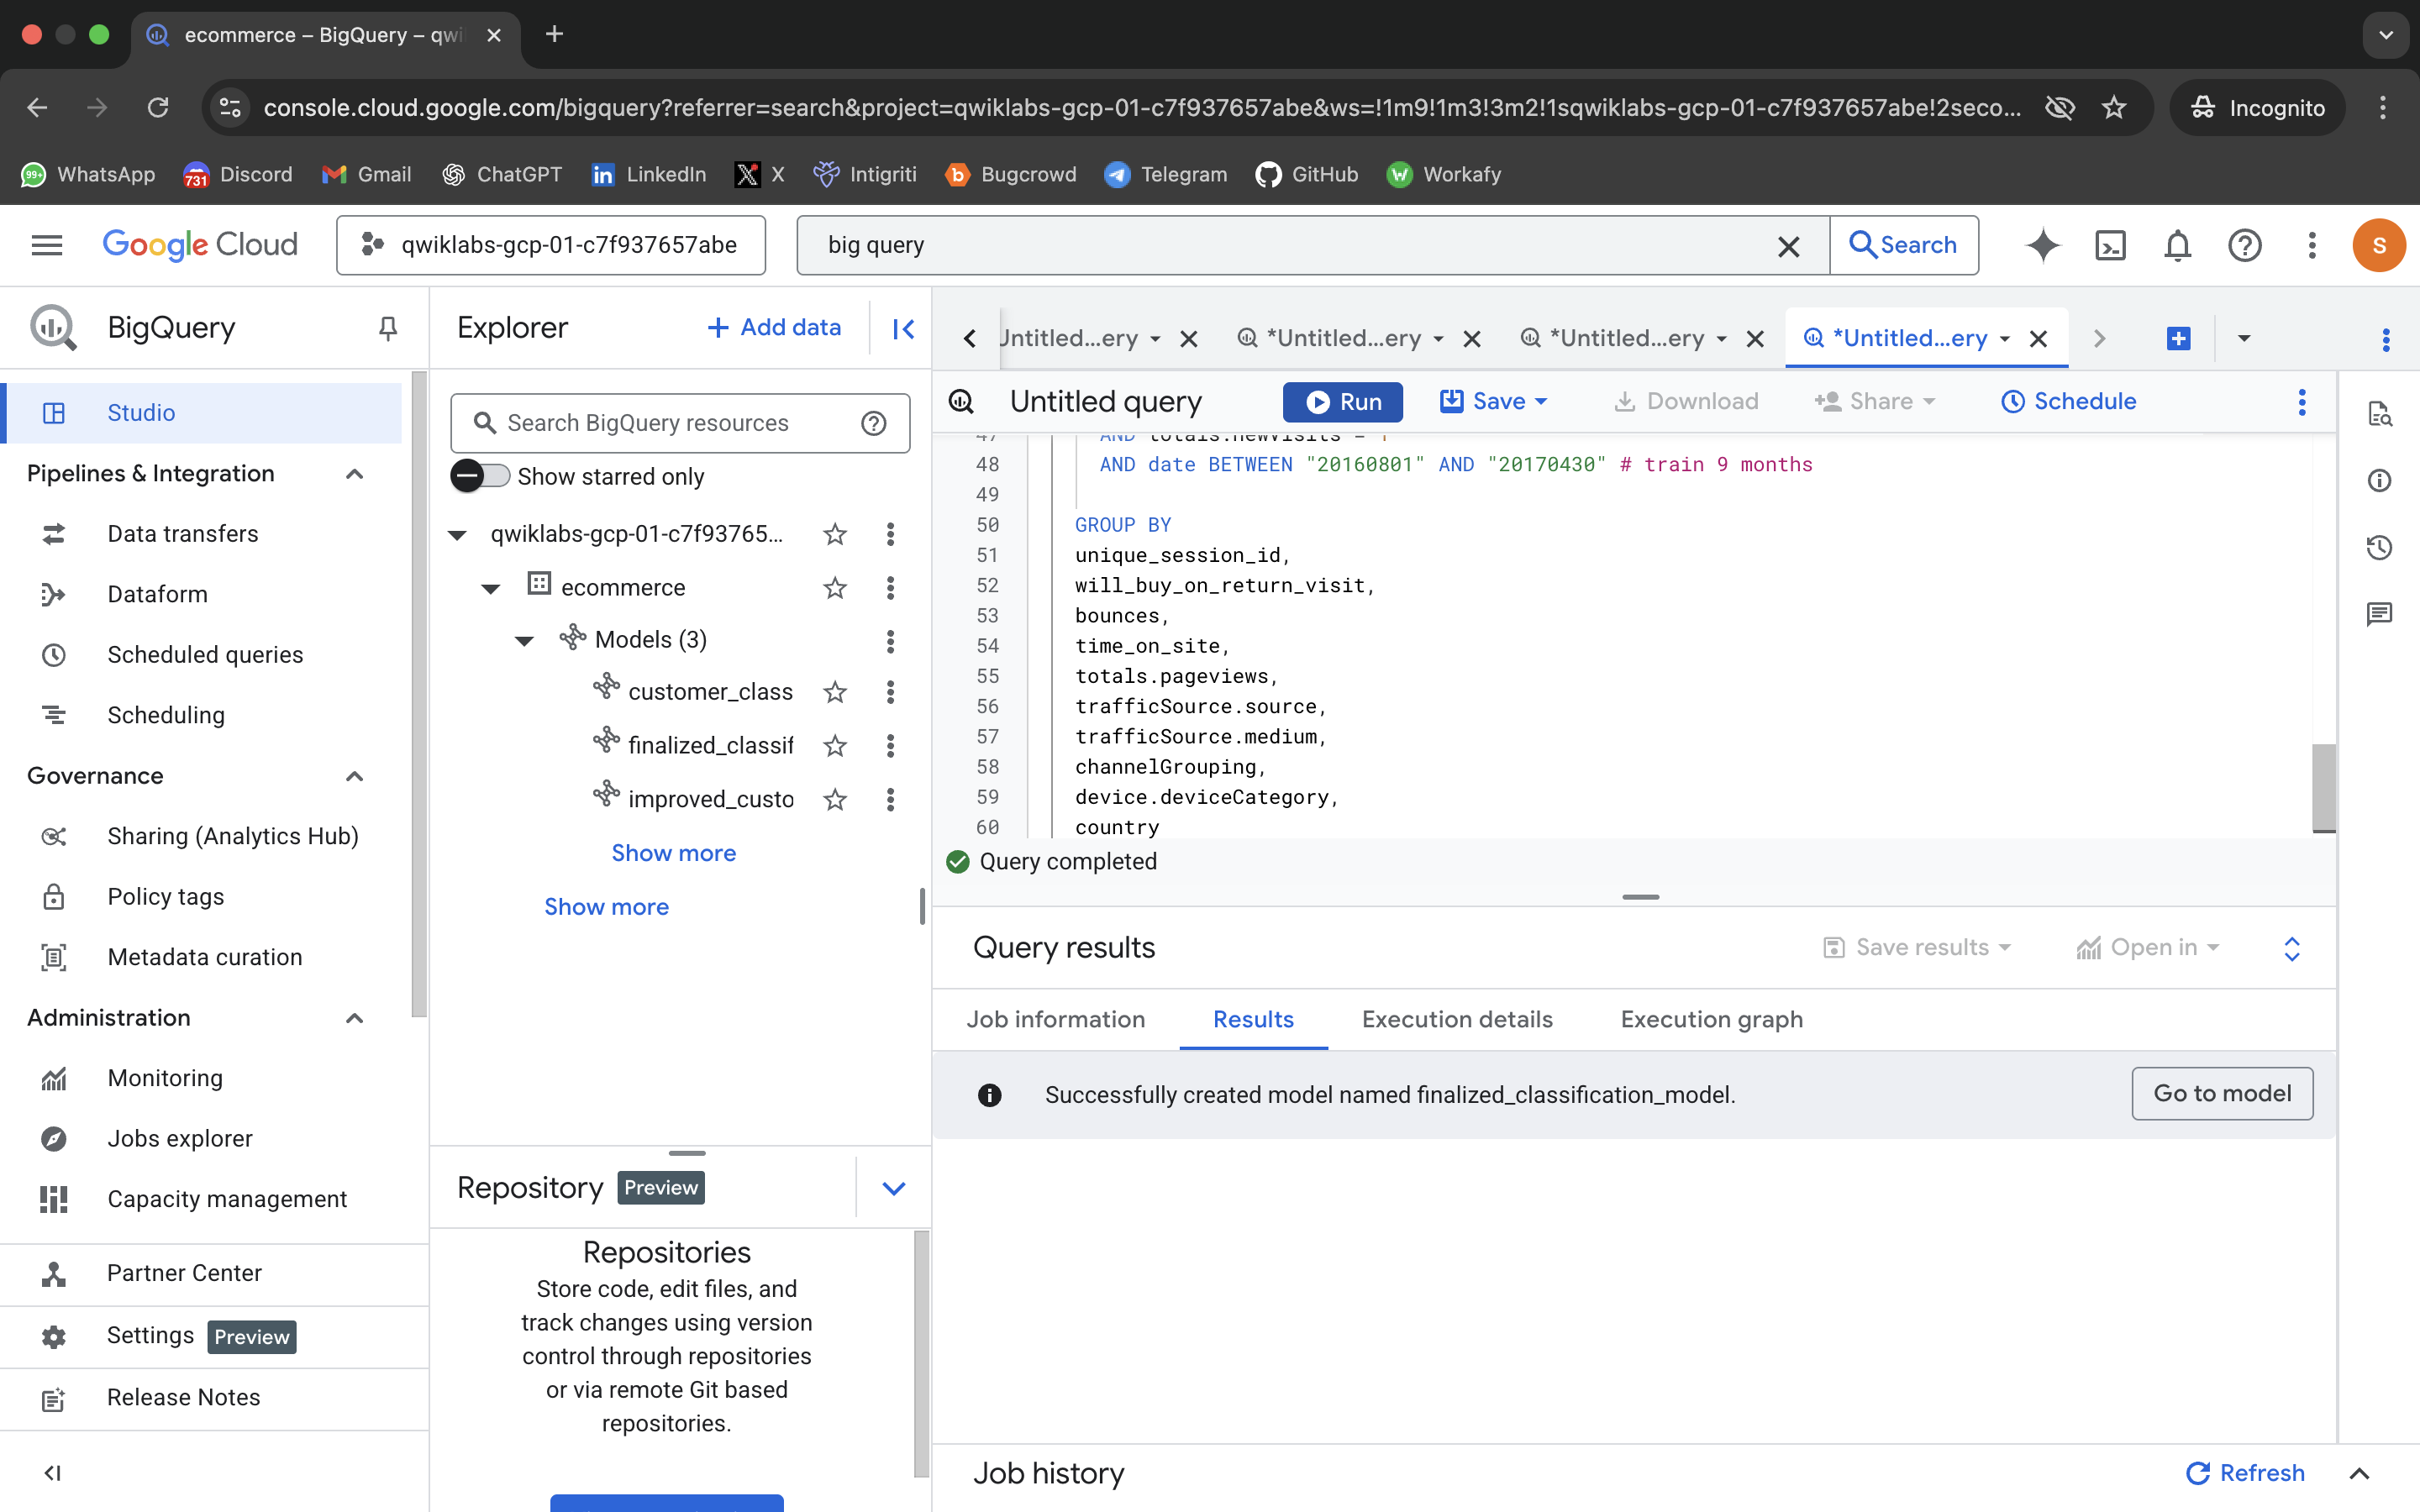 ecommerce – BigQuery – qwi
console.cloud.google.com/bigquery?referrer=search&project=qwiklabs-gcp-01-c7f937657abe&ws=!1m9!1m3!3m2!1sqwiklabs-gcp-01-c7f937657abe!2seco...
Incognito
99+ WhatsApp
731 Discord
Gmail
ChatGPT
LinkedIn
X
Intigriti
Bugcrowd
Telegram
GitHub
Workafy
Google Cloud
qwiklabs-gcp-01-c7f937657abe
big query
Search
S
BigQuery
Studio
Pipelines & Integration
Data transfers
Dataform
Scheduled queries
Scheduling
Governance
Sharing (Analytics Hub)
Policy tags
Metadata curation
Administration
Monitoring
Jobs explorer
Capacity management
Partner Center
Settings Preview
Release Notes
Explorer
Add data
Search BigQuery resources
Show starred only
qwiklabs-gcp-01-c7f93765...
ecommerce
Models (3)
customer_class
finalized_classif
improved_custo
Show more
Show more
Repository Preview
Repositories
Store code, edit files, and
track changes using version
control through repositories
or via remote Git based
repositories.
Untitled...ery
*Untitled...ery
*Untitled...ery
*Untitled...ery
Untitled query
Run
Save
Download
Share
Schedule
47 AND totals.newVisits = 1
48 AND date BETWEEN "20160801" AND "20170430" # train 9 months
49
50 GROUP BY
51 unique_session_id,
52 will_buy_on_return_visit,
53 bounces,
54 time_on_site,
55 totals.pageviews,
56 trafficSource.source,
57 trafficSource.medium,
58 channelGrouping,
59 device.deviceCategory,
60 country
Query completed
Query results
Save results
Open in
Job information
Results
Execution details
Execution graph
Successfully created model named finalized_classification_model.
Go to model
Job history
Refresh